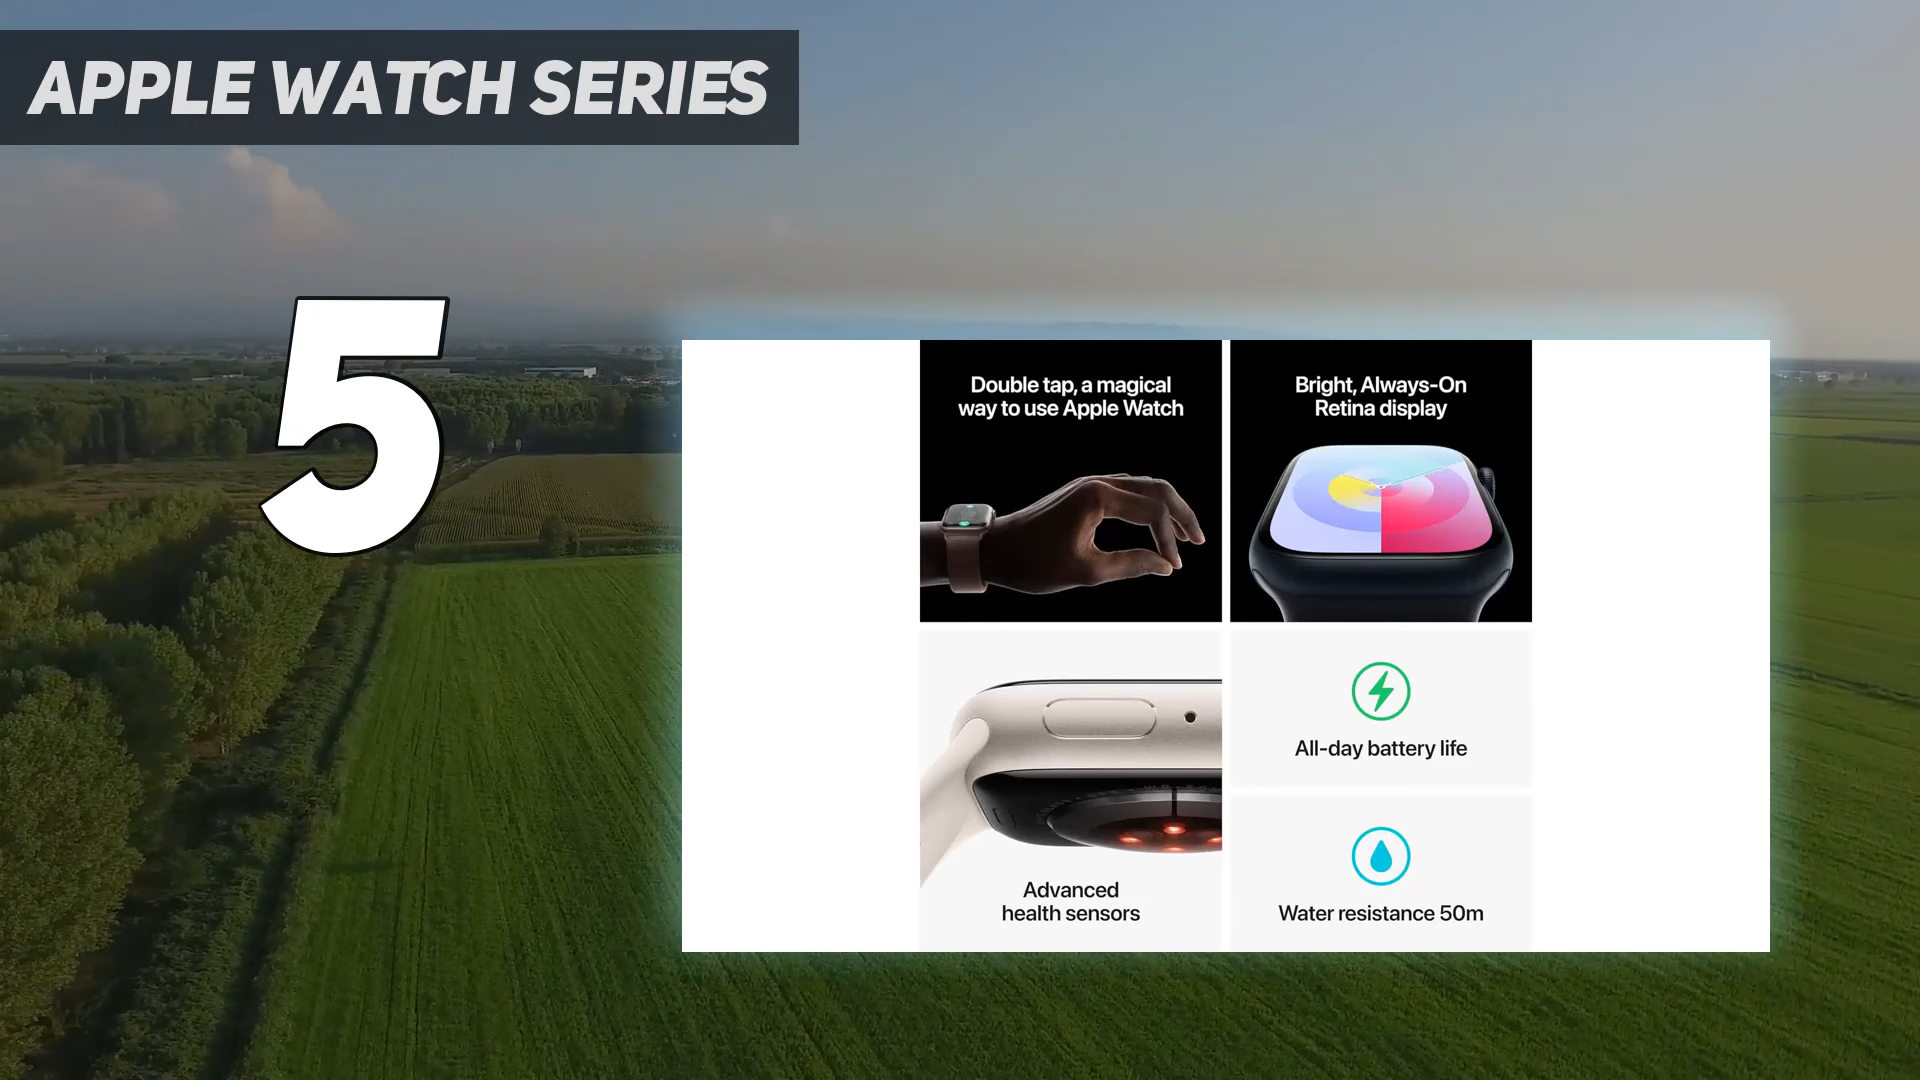 APPLE WATCH SERIES
5
Double tap, a magical
way to use Apple Watch
Bright, Always-On
Retina display
All-day battery life
Advanced
health sensors
Water resistance 50m